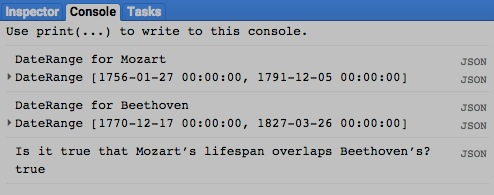 Inspector Console Tasks
Use print(...) to write to this console.
DateRange for Mozart JSON
DateRange [1756-01-27 00:00:00, 1791-12-05 00:00:00] JSON
DateRange for Beethoven JSON
DateRange [1770-12-17 00:00:00, 1827-03-26 00:00:00] JSON
Is it true that Mozart’s lifespan overlaps Beethoven’s? JSON
true